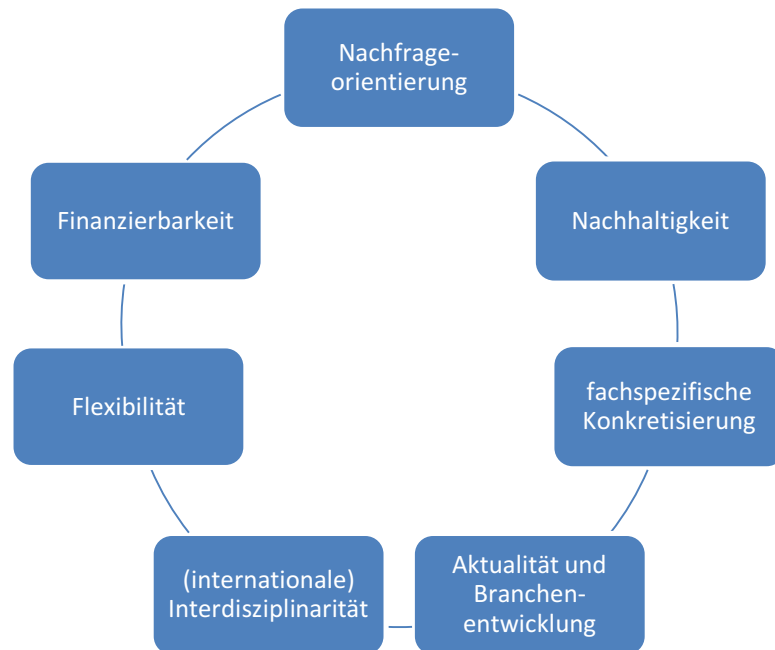 Nachfrage-
orientierung
Finanzierbarkeit
Nachhaltigkeit
Flexibilität
fachspezifische
Konkretisierung
(internationale)
Interdisziplinarität
Aktualität und
Branchen-
entwicklung